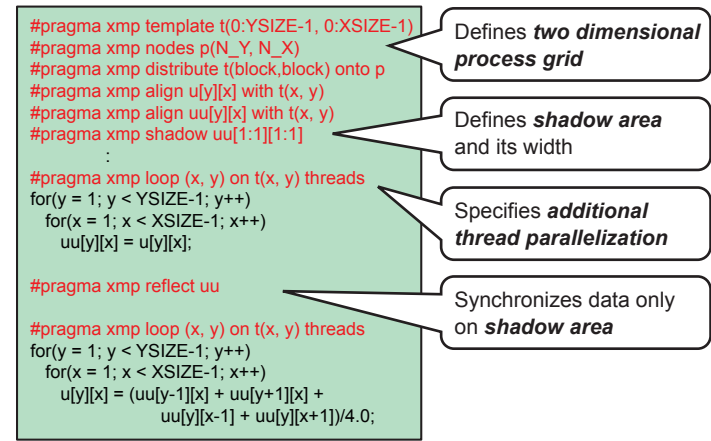 #pragma xmp template t(0:YSIZE-1, 0:XSIZE-1)
#pragma xmp nodes p(N_Y, N_X)
#pragma xmp distribute t(block,block) onto p
#pragma xmp align u[y][x] with t(x, y)
#pragma xmp align uu[y][x] with t(x, y)
#pragma xmp shadow uu[1:1][1:1]
:
#pragma xmp loop (x, y) on t(x, y) threads
for(y = 1; y < YSIZE-1; y++)
for(x = 1; x < XSIZE-1; x++)
uu[y][x] = u[y][x];
#pragma xmp reflect uu
#pragma xmp loop (x, y) on t(x, y) threads
for(y = 1; y < YSIZE-1; y++)
for(x = 1; x < XSIZE-1; x++)
u[y][x] = (uu[y-1][x] + uu[y+1][x] +
uu[y][x-1] + uu[y][x+1])/4.0;
Defines two dimensional
process grid
Defines shadow area
and its width
Specifies additional
thread parallelization
Synchronizes data only
on shadow area